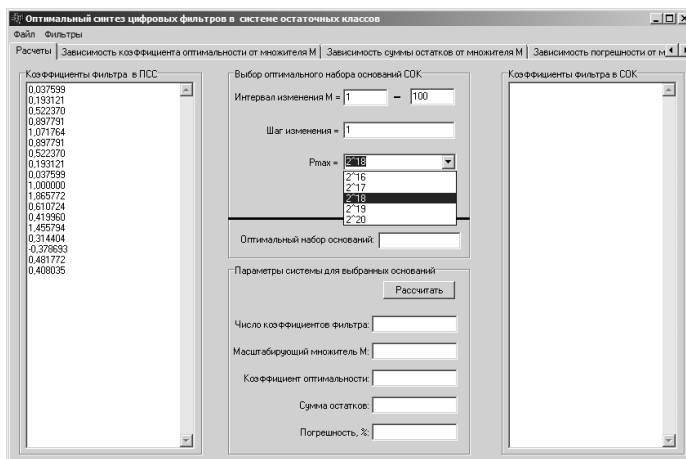 Оптимальный синтез цифровых фильтров в системе остаточных классов
Файл Фильтры
Расчеты Зависимость коэффициента оптимальности от множителя М Зависимость суммы остатков от множителя М Зависимость погрешности от м
Коэффициенты фильтра в ПСС
0,037599
0,193121
0,522370
0,897791
1,071764
0,897791
0,522370
0,193121
0,037599
1,000000
1,865772
0,610724
0,419960
1,455794
0,314404
-0,378693
0,481772
0,408035
Выбор оптимального набора оснований СОК
Интервал изменения М = 1 – 100
Шаг изменения = 1
Pmax = 2^18
2^16
2^17
2^18
2^19
2^20
Оптимальный набор оснований:
Параметры системы для выбранных оснований
Рассчитать
Число коэффициентов фильтра:
Масштабирующий множитель М:
Коэффициент оптимальности:
Сумма остатков:
Погрешность, %:
Коэффициенты фильтра в СОК